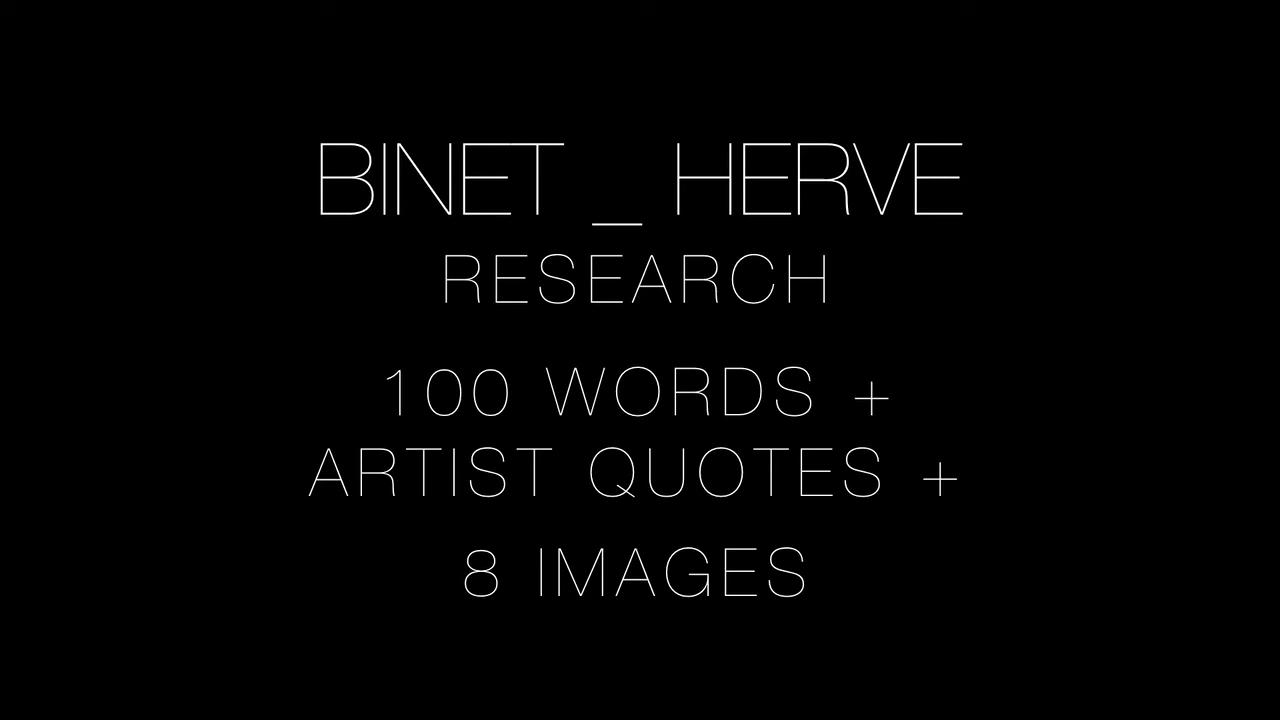 BINET _ HERVE
RESEARCH
100 WORDS +
ARTIST QUOTES +
8 IMAGES